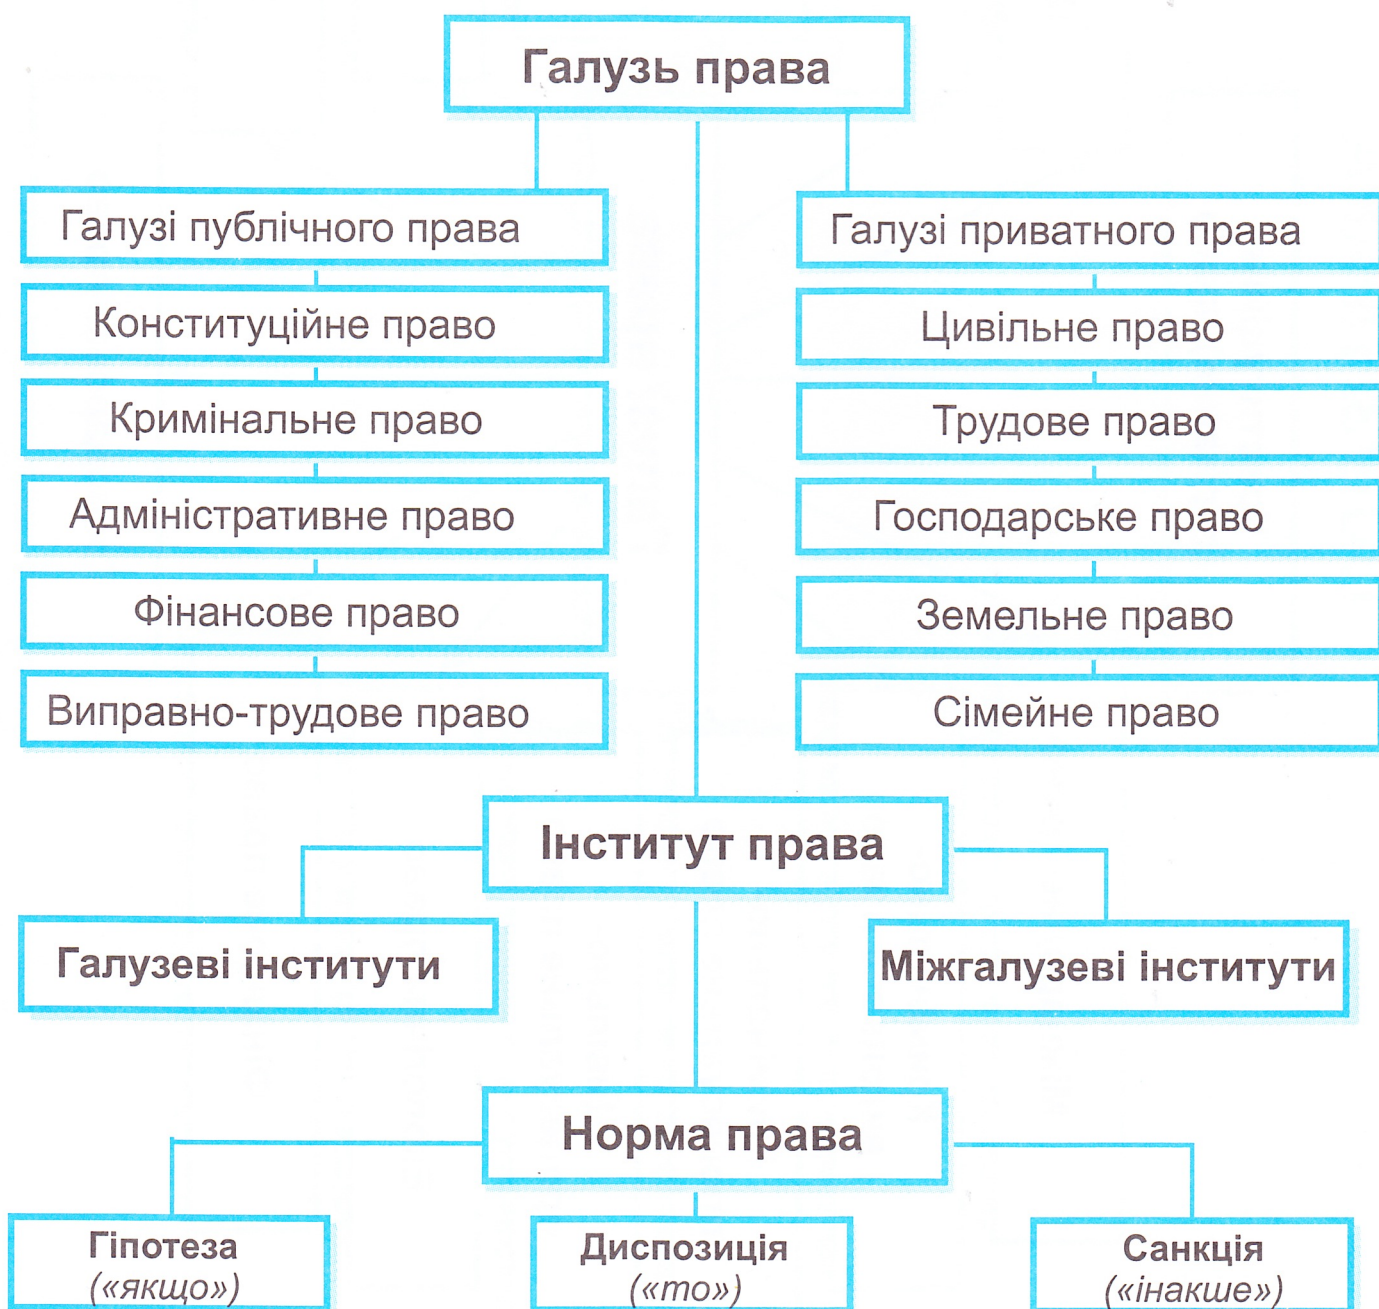 Галузь права
Галузі публічного права
Конституційне право
Кримінальне право
Адміністративне право
Фінансове право
Виправно-трудове право
Галузі приватного права
Цивільне право
Трудове право
Господарське право
Земельне право
Сімейне право
Інститут права
Галузеві інститути
Міжгалузеві інститути
Норма права
Гіпотеза
(«якщо»)
Диспозиція
(«то»)
Санкція
(«інакше»)